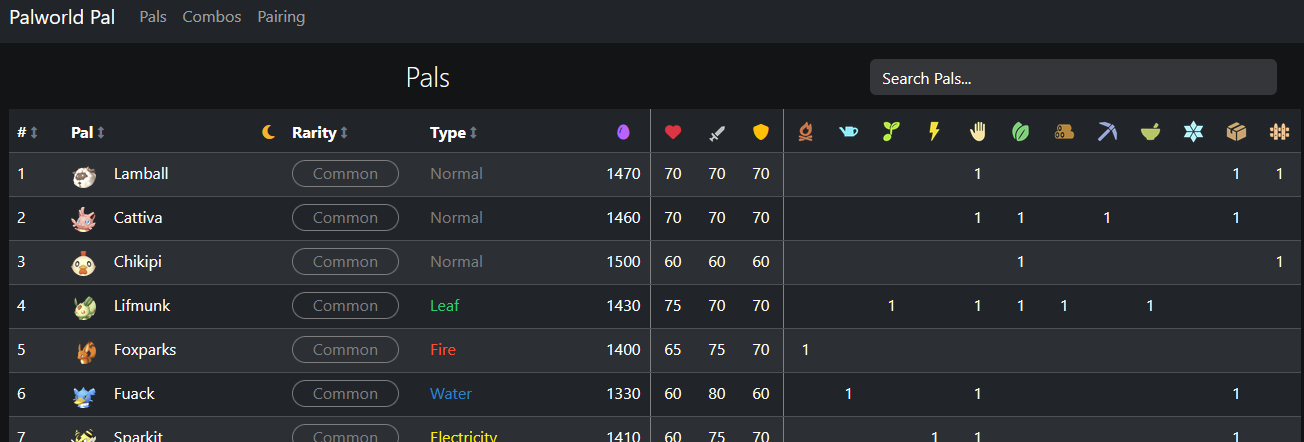 Palworld Pal Pals Combos Pairing
Pals
Search Pals...
# Pal Rarity Type
1 Lamball Common Normal 1470 70 70 70 1 1 1
2 Cattiva Common Normal 1460 70 70 70 1 1 1 1
3 Chikipi Common Normal 1500 60 60 60 1 1
4 Lifmunk Common Leaf 1430 75 70 70 1 1 1 1 1
5 Foxparks Common Fire 1400 65 75 70 1
6 Fuack Common Water 1330 60 80 60 1 1 1
7 Sparkit Common Electricity 1410 60 75 70 1 1 1